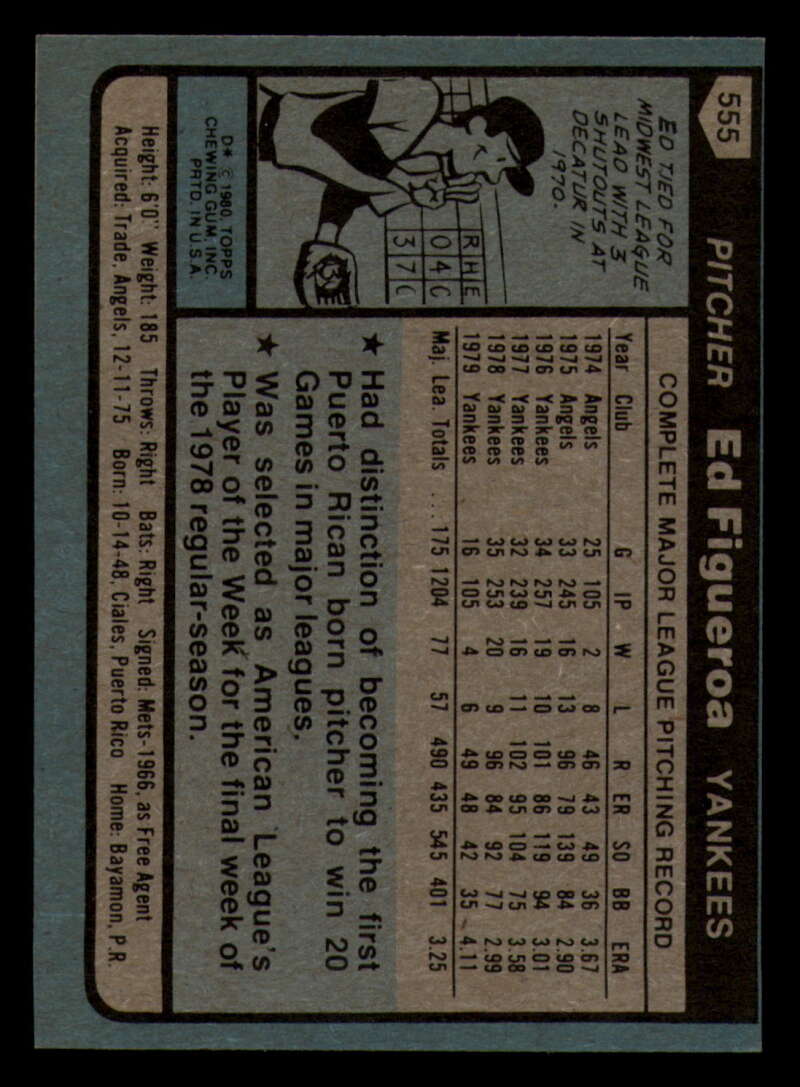 555 PITCHER Ed Figueroa YANKEES
ED TIED FOR
MIDWEST LEAGUE
LEAD WITH 3
SHUTOUTS AT
DECATUR IN
1970.
R H E
0 4 0
3 7 0
D* © 1980 TOPPS
CHEWING GUM, INC.
PRTD. IN U.S.A.
COMPLETE MAJOR LEAGUE PITCHING RECORD
Year Club G IP W L R ER SO BB ERA
1974 Angels 25 105 2 8 46 43 49 36 3.67
1975 Angels 33 245 16 13 96 79 139 84 2.90
1976 Yankees 34 257 19 10 101 86 119 94 3.01
1977 Yankees 32 239 16 11 102 95 104 75 3.58
1978 Yankees 35 253 20 9 96 84 92 77 2.99
1979 Yankees 16 105 4 6 49 48 42 35 4.11
Maj. Lea. Totals ... 175 1204 77 57 490 435 545 401 3.25
★ Had distinction of becoming the first
Puerto Rican born pitcher to win 20
Games in major leagues.
★ Was selected as American League's
Player of the Week for the final week of
the 1978 regular-season.
Height: 6'0" Weight: 185 Throws: Right Bats: Right Signed: Mets-1966, as Free Agent
Acquired: Trade, Angels, 12-11-75 Born: 10-14-48, Ciales, Puerto Rico Home: Bayamon, P.R.